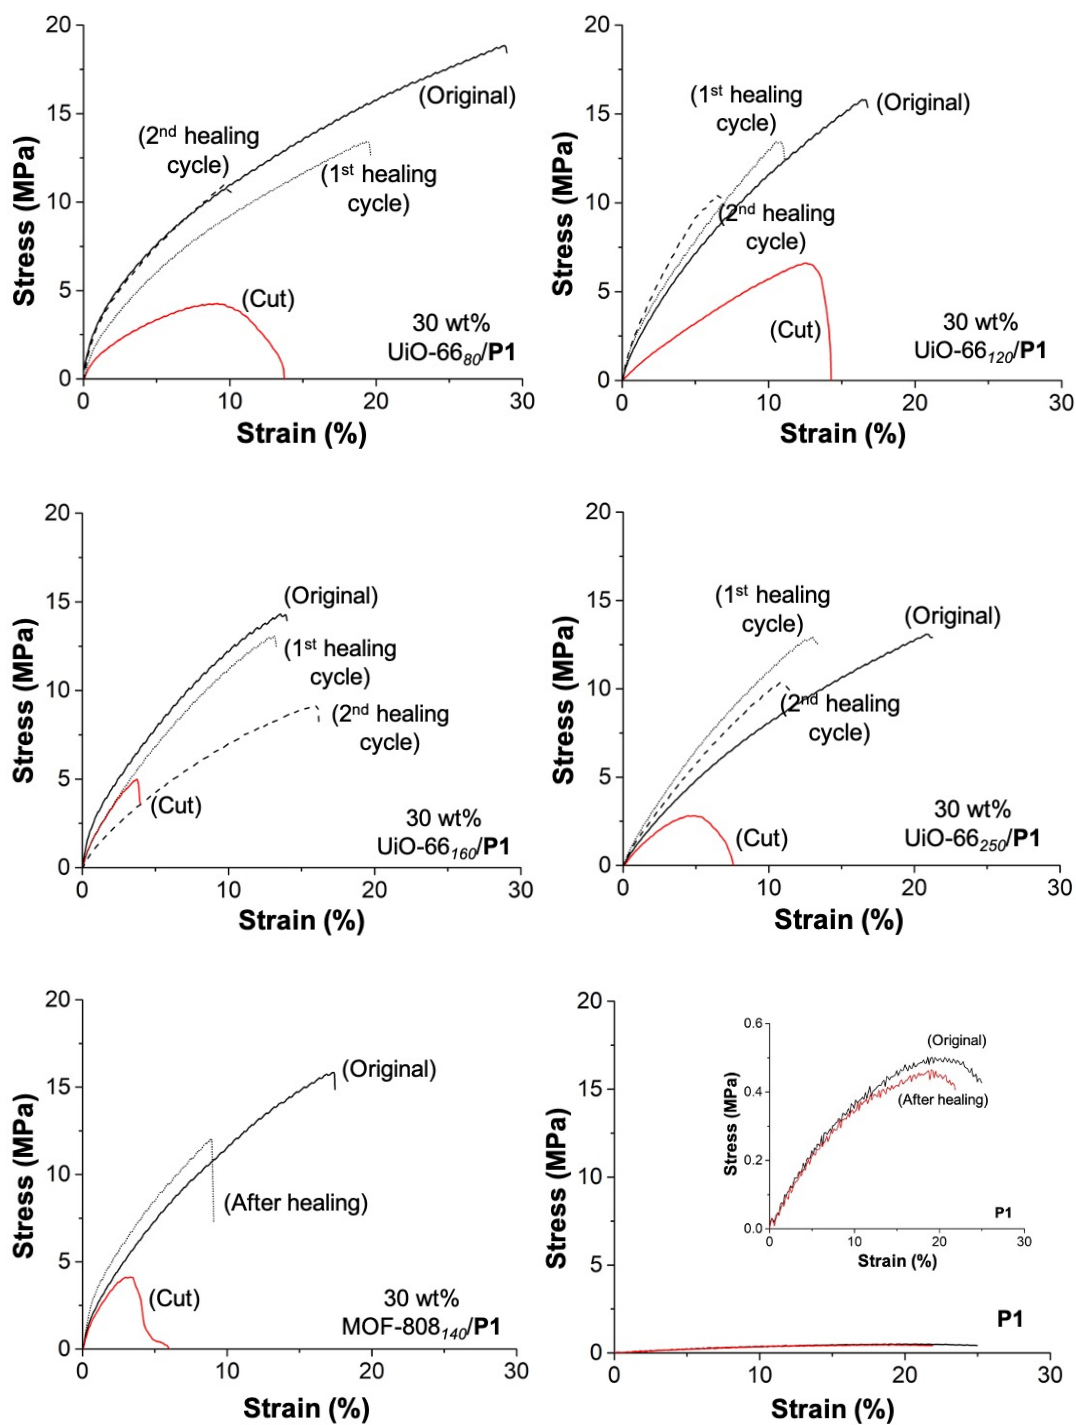 20
15
10
5
0
Stress (MPa)
(2nd healing
cycle)
(Original)
(1st healing
cycle)
(Cut)
30 wt%
UiO-6680/P1
0 10 20 30
Strain (%)
20
15
10
5
0
Stress (MPa)
(1st healing
cycle)
(Original)
(2nd healing
cycle)
(Cut)
30 wt%
UiO-66120/P1
0 10 20 30
Strain (%)
20
15
10
5
0
Stress (MPa)
(Original)
(1st healing
cycle)
(2nd healing
cycle)
(Cut)
30 wt%
UiO-66160/P1
0 10 20 30
Strain (%)
20
15
10
5
0
Stress (MPa)
(1st healing
cycle)
(Original)
(2nd healing
cycle)
(Cut)
30 wt%
UiO-66250/P1
0 10 20 30
Strain (%)
20
15
10
5
0
Stress (MPa)
(Original)
(After healing)
(Cut)
30 wt%
MOF-808140/P1
0 10 20 30
Strain (%)
20
15
10
5
0
Stress (MPa)
0.6
0.4
0.2
0.0
Stress (MPa)
(Original)
(After healing)
P1
0 10 20 30
Strain (%)
P1
0 10 20 30
Strain (%)